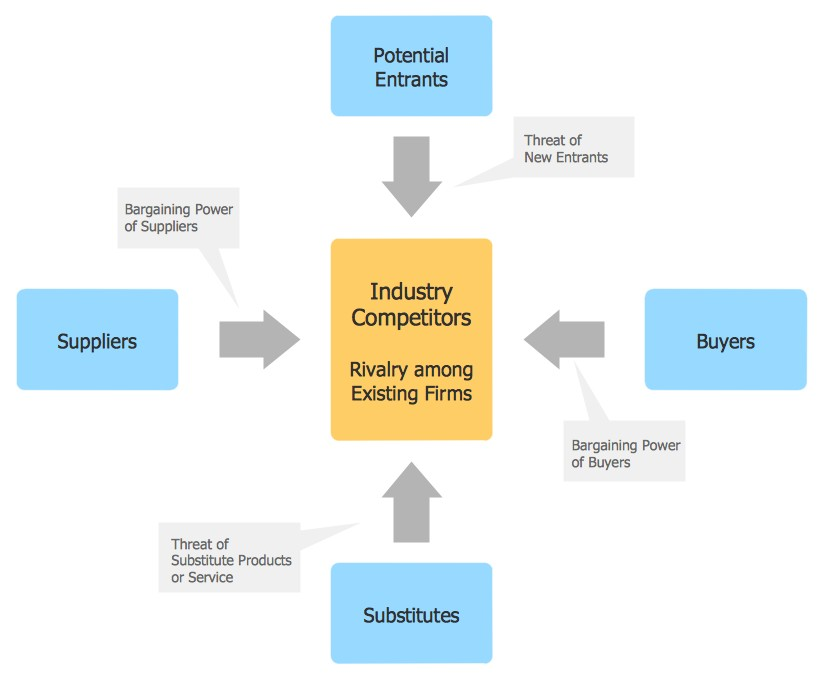 Potential
Entrants
Threat of
New Entrants
Bargaining Power
of Suppliers
Suppliers
Industry
Competitors
Rivalry among
Existing Firms
Buyers
Bargaining Power
of Buyers
Threat of
Substitute Products
or Service
Substitutes